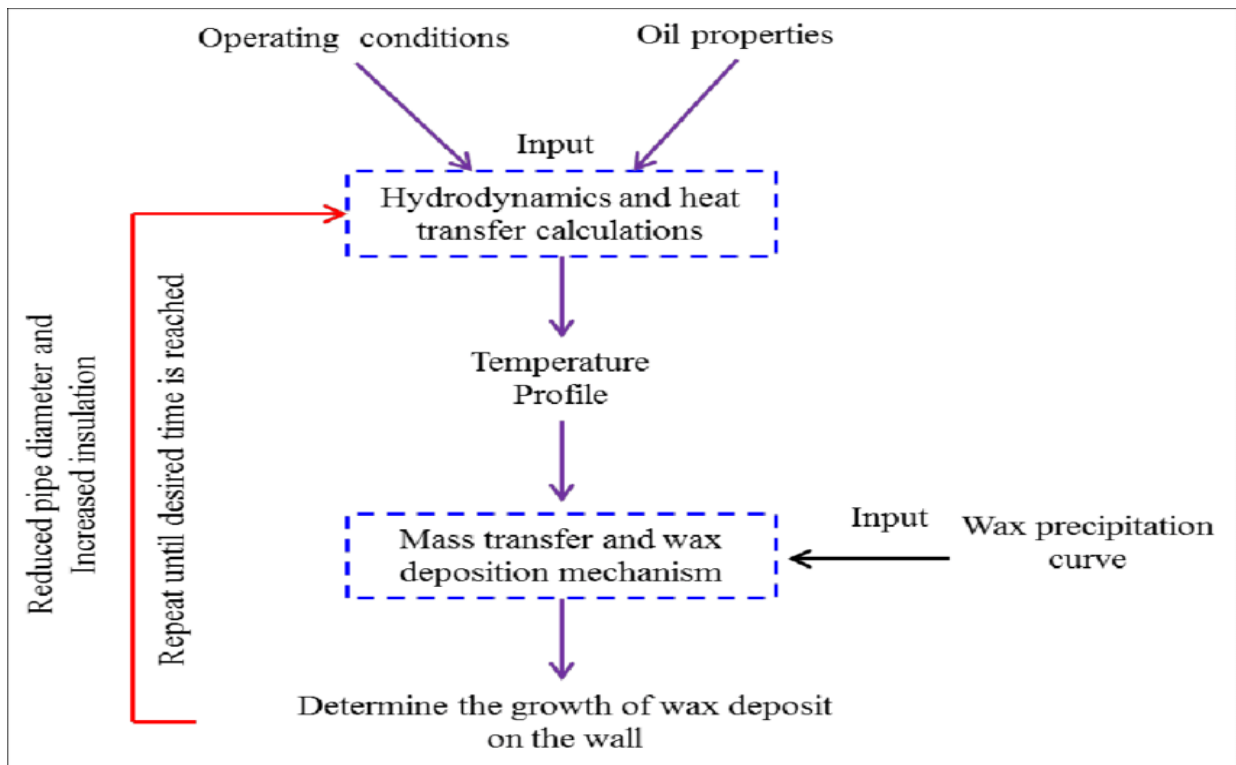 Operating conditions
Oil properties
Input
Hydrodynamics and heat
transfer calculations
Temperature
Profile
Mass transfer and wax
deposition mechanism
Input
Wax precipitation
curve
Determine the growth of wax deposit
on the wall
Reduced pipe diameter and
Increased insulation
Repeat until desired time is reached